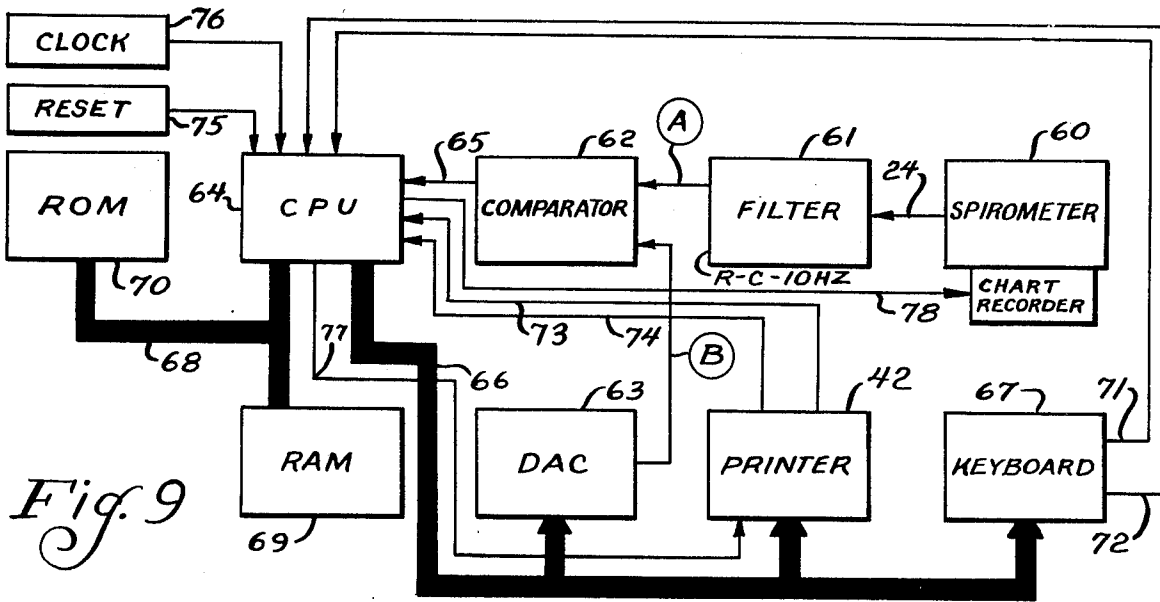 76
CLOCK
RESET
75
ROM
70
64
CPU
65
62
COMPARATOR
A
61
FILTER
R-C-10HZ
24
60
SPIROMETER
CHART
RECORDER
78
73
74
B
68
77
66
RAM
69
63
DAC
42
PRINTER
67
KEYBOARD
71
72
Fig. 9